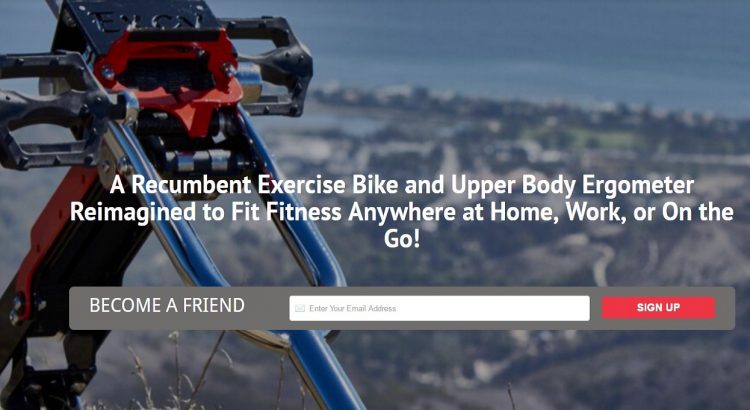 A Recumbent Exercise Bike and Upper Body Ergometer
Reimagined to Fit Fitness Anywhere at Home, Work, or On the
Go!
BECOME A FRIEND
Enter Your Email Address
SIGN UP